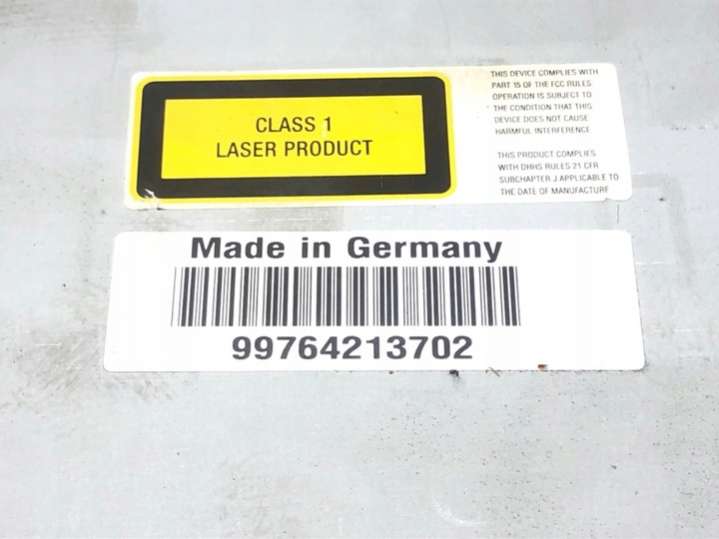 CLASS 1
LASER PRODUCT
THIS DEVICE COMPLIES WITH
PART 15 OF THE FCC RULES
OPERATION IS SUBJECT TO
THE CONDITION THAT THIS
DEVICE DOES NOT CAUSE
HARMFUL INTERFERENCE
THIS PRODUCT COMPLIES
WITH DHHS RULES 21 CFR
SUBCHAPTER J APPLICABLE TO
THE DATE OF MANUFACTURE
Made in Germany
99764213702